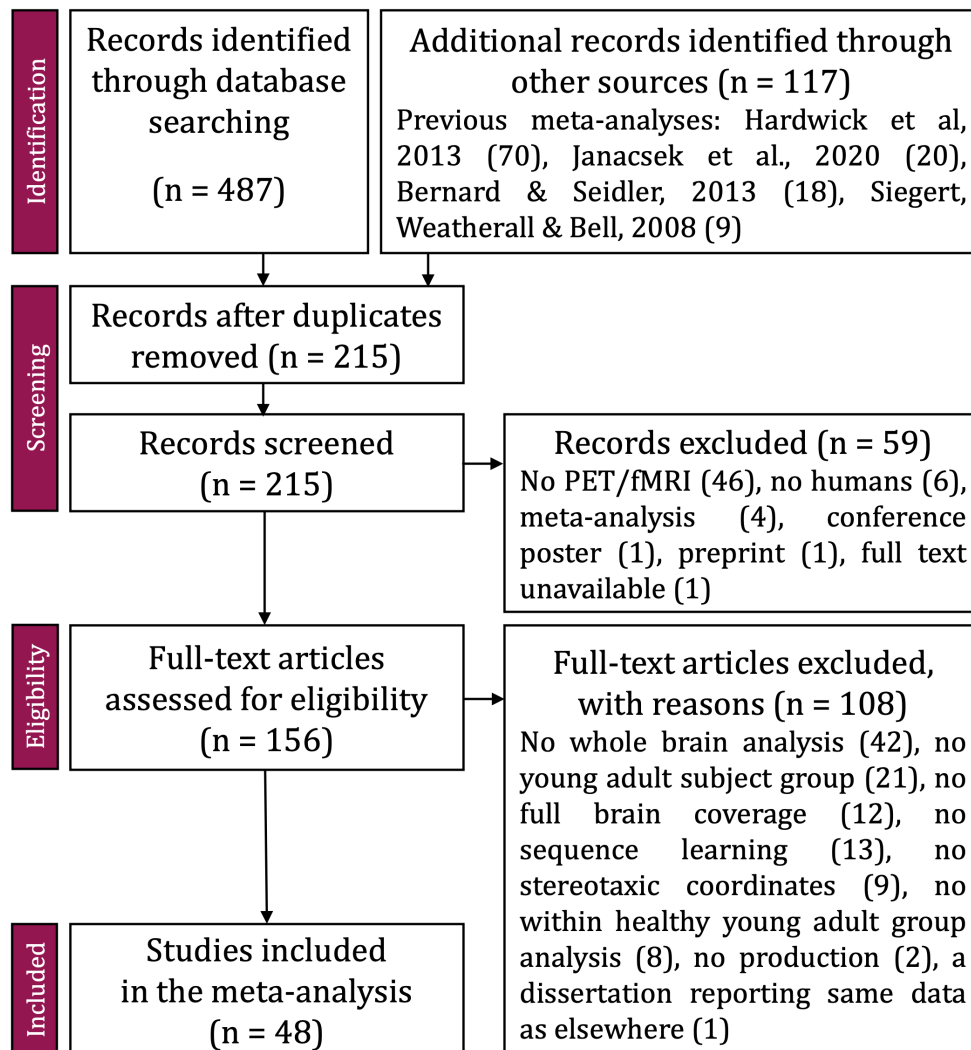 Identification
Records identified
through database
searching
(n = 487)
Additional records identified through
other sources (n = 117)
Previous meta-analyses: Hardwick et al,
2013 (70), Janacsek et al., 2020 (20),
Bernard & Seidler, 2013 (18), Siegert,
Weatherall & Bell, 2008 (9)
Screening
Records after duplicates
removed (n = 215)
Records screened
(n = 215)
Records excluded (n = 59)
No PET/fMRI (46), no humans (6),
meta-analysis (4), conference
poster (1), preprint (1), full text
unavailable (1)
Eligibility
Full-text articles
assessed for eligibility
(n = 156)
Full-text articles excluded,
with reasons (n = 108)
No whole brain analysis (42), no
young adult subject group (21), no
full brain coverage (12), no
sequence learning (13), no
stereotaxic coordinates (9), no
within healthy young adult group
analysis (8), no production (2), a
dissertation reporting same data
as elsewhere (1)
Included
Studies included
in the meta-analysis
(n = 48)